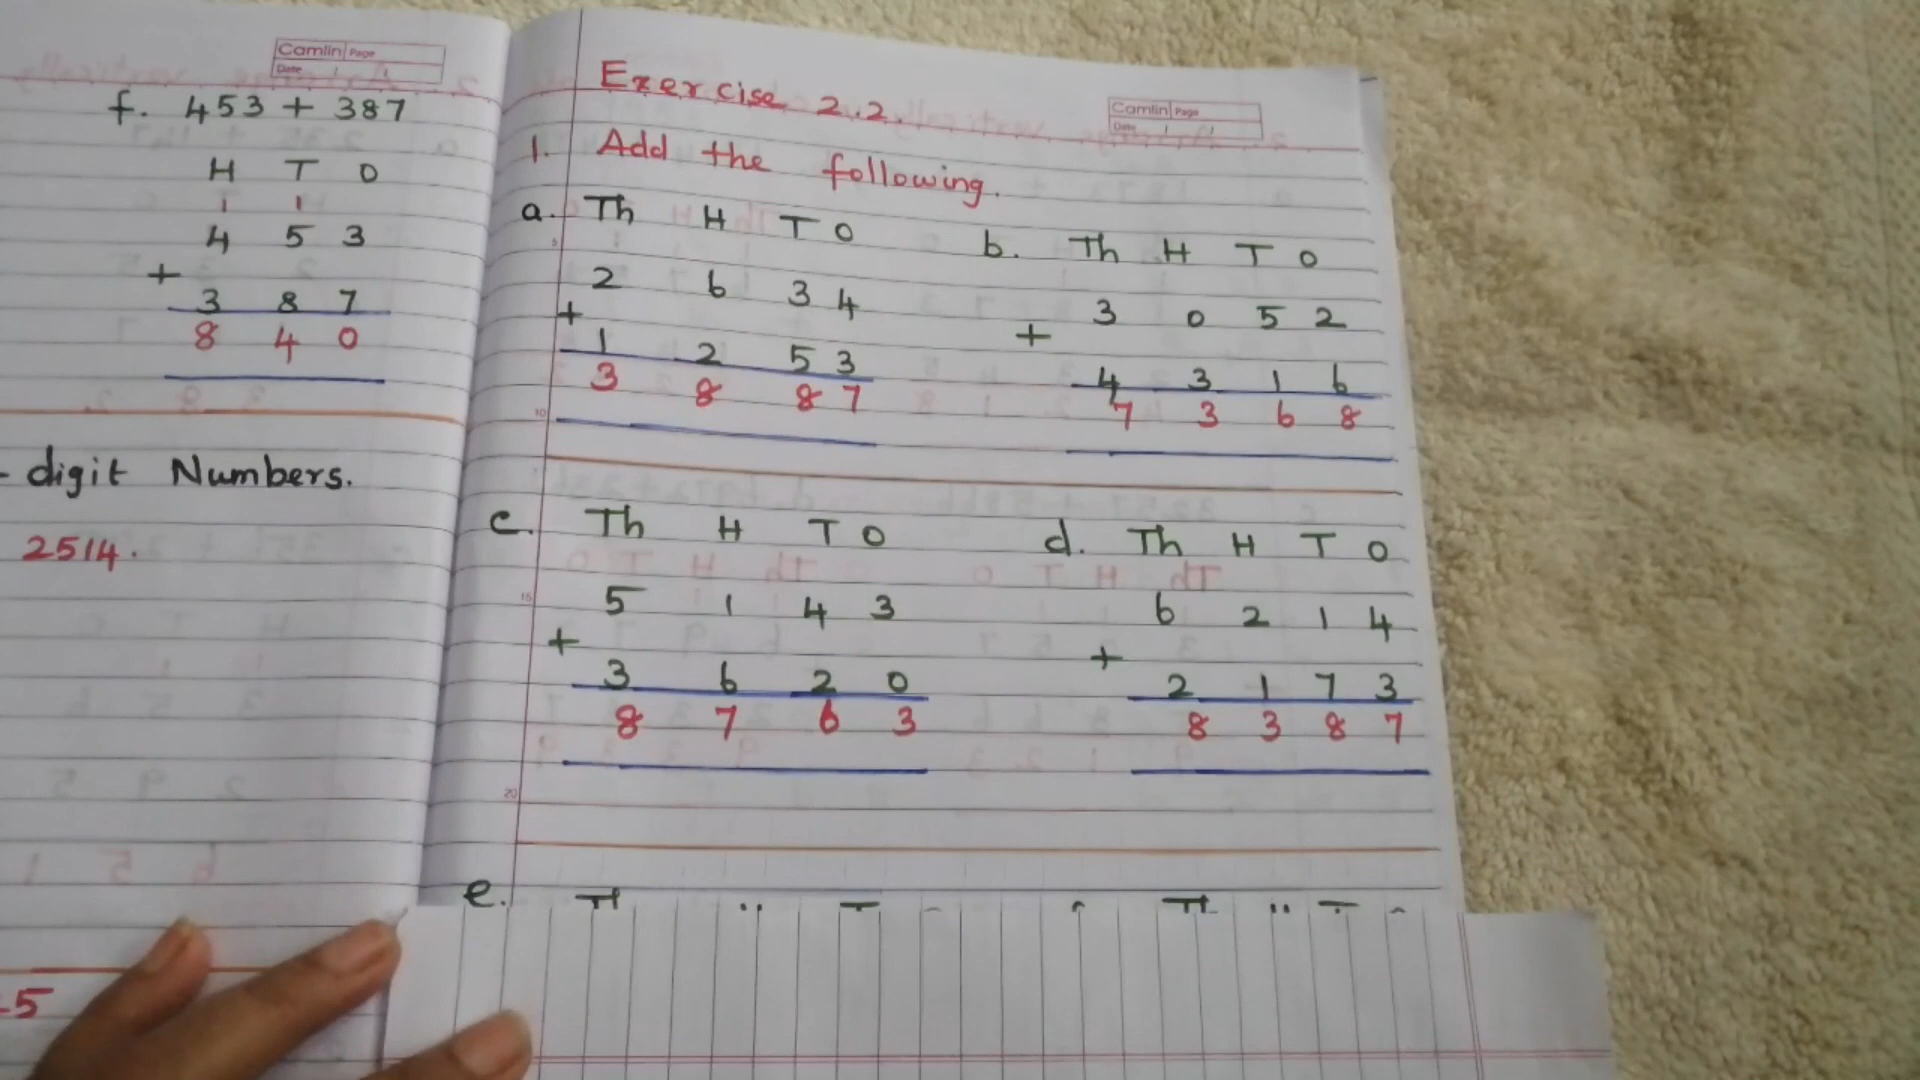 Camlin Page
Date / /
f. 453 + 387
H T O
1 1
4 5 3
+
3 8 7
8 4 0
- digit Numbers.
2514.
5
Exercise 2.2
Camlin Page
Date / /
1. Add the following.
a. Th H T O
2 6 3 4
+
1 2 5 3
3 8 8 7
b. Th H T O
3 0 5 2
+
4 3 1 6
7 3 6 8
c. Th H T O
5 1 4 3
+
3 6 2 0
8 7 6 3
d. Th H T O
6 2 1 4
+
2 1 7 3
8 3 8 7
5
10
15
20
e.